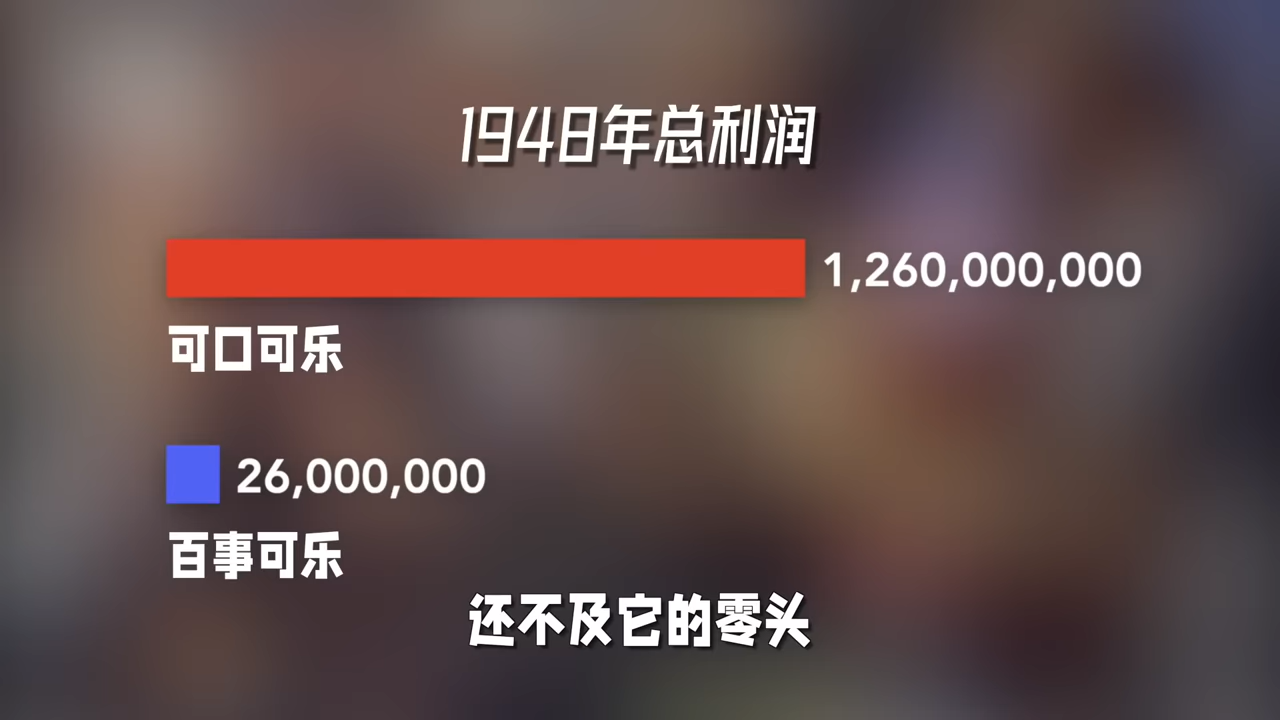 1948年总利润
1,260,000,000
可口可乐
26,000,000
百事可乐
还不及它的零头